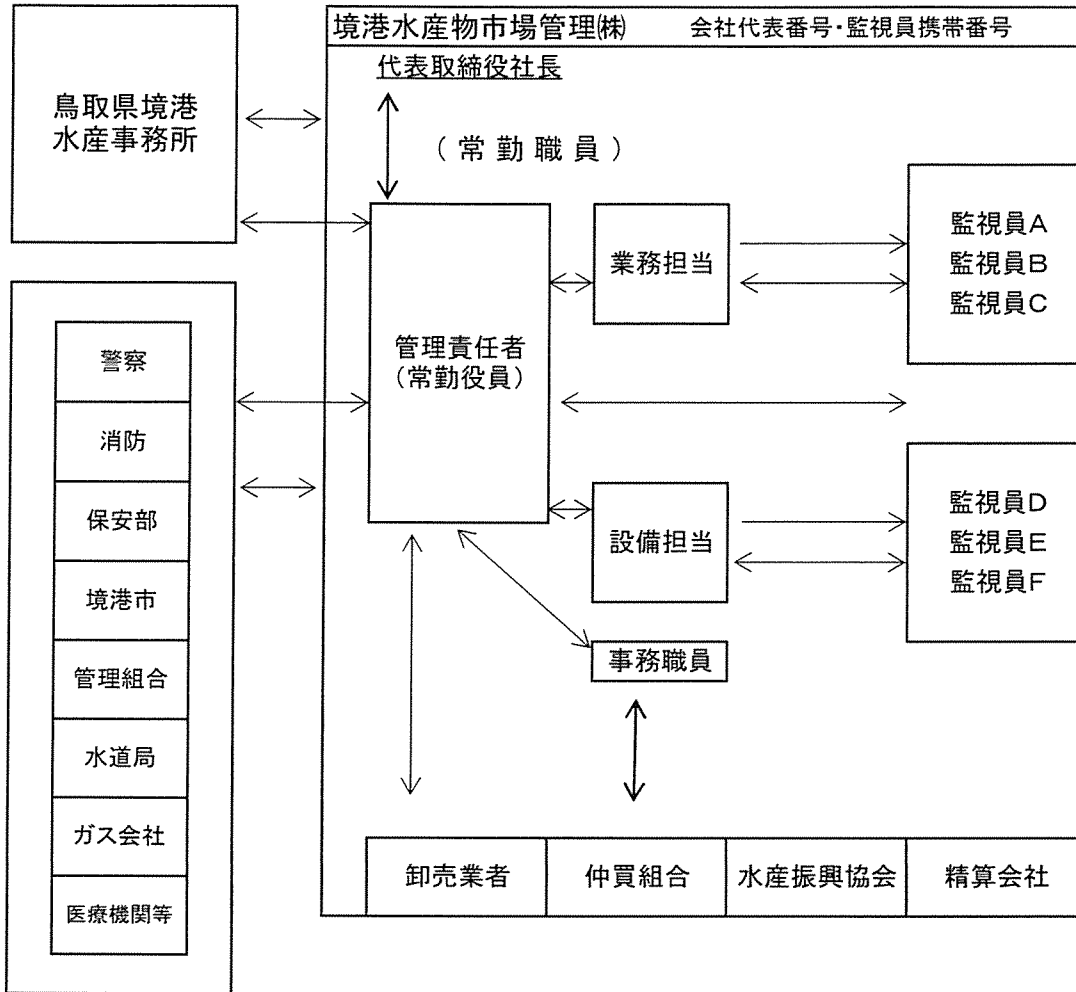 境港水産物市場管理㈱　会社代表番号・監視員携帯番号
代表取締役社長
鳥取県境港
水産事務所
（常勤職員）
業務担当
監視員A
監視員B
監視員C
管理責任者
（常勤役員）
警察
消防
保安部
境港市
管理組合
水道局
ガス会社
医療機関等
設備担当
監視員D
監視員E
監視員F
事務職員
卸売業者
仲買組合
水産振興協会
精算会社